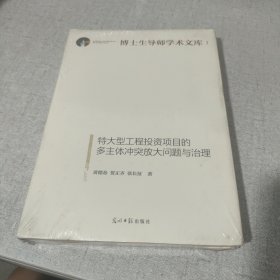 博士生导师学术文库
特大型工程投资项目的
多主体冲突放大问题与治理
著
光明日报出版社